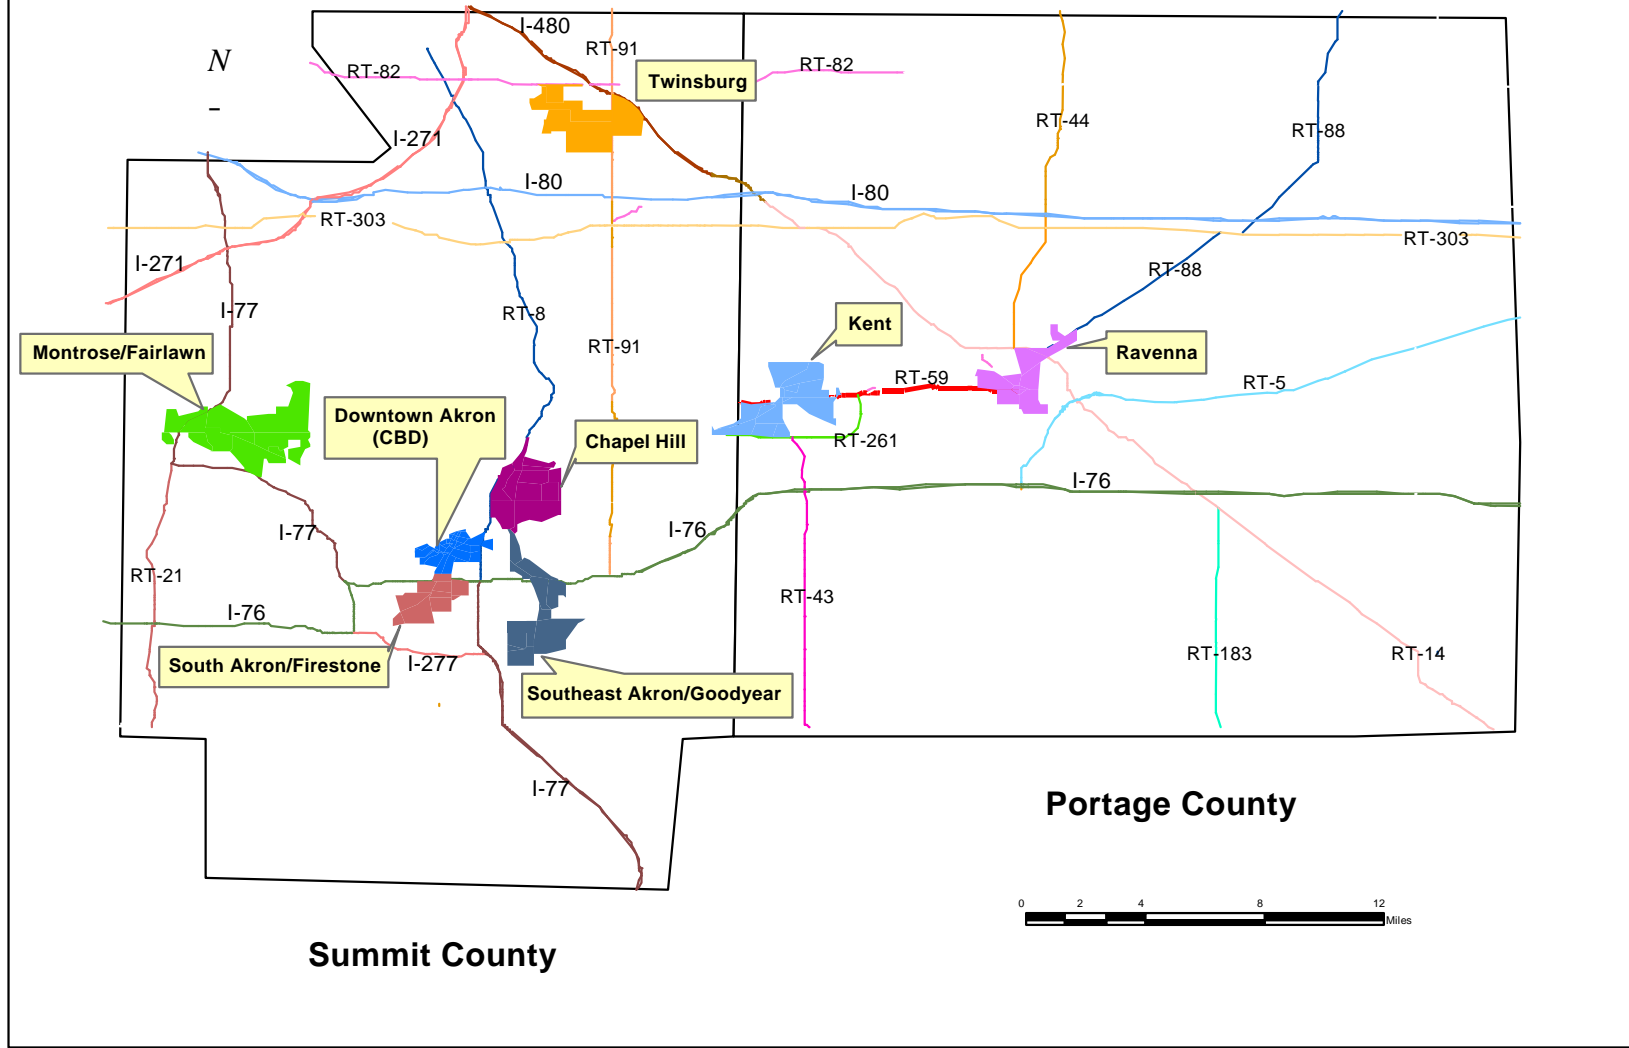 I-480
RT-91
N
RT-82
Twinsburg
RT-82
RT-44
RT-88
I-271
I-80
I-80
RT-303
RT-303
I-271
RT-88
I-77
RT-8
Kent
RT-91
Montrose/Fairlawn
Ravenna
RT-59
RT-5
Downtown Akron
(CBD)
Chapel Hill
RT-261
I-76
I-77
I-76
RT-21
RT-43
I-76
South Akron/Firestone
I-277
RT-183
RT-14
Southeast Akron/Goodyear
I-77
Portage County
0 2 4 8 12
Miles
Summit County